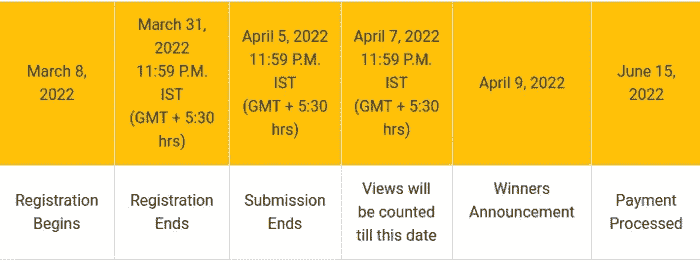 March 8,
2022
March 31,
2022
11:59 P.M.
IST
(GMT + 5:30
hrs)
April 5, 2022
11:59 P.M.
IST
(GMT + 5:30
hrs)
April 7, 2022
11:59 P.M.
IST
(GMT + 5:30
hrs)
April 9, 2022
June 15,
2022
Registration
Begins
Registration
Ends
Submission
Ends
Views will
be counted
till this date
Winners
Announcement
Payment
Processed